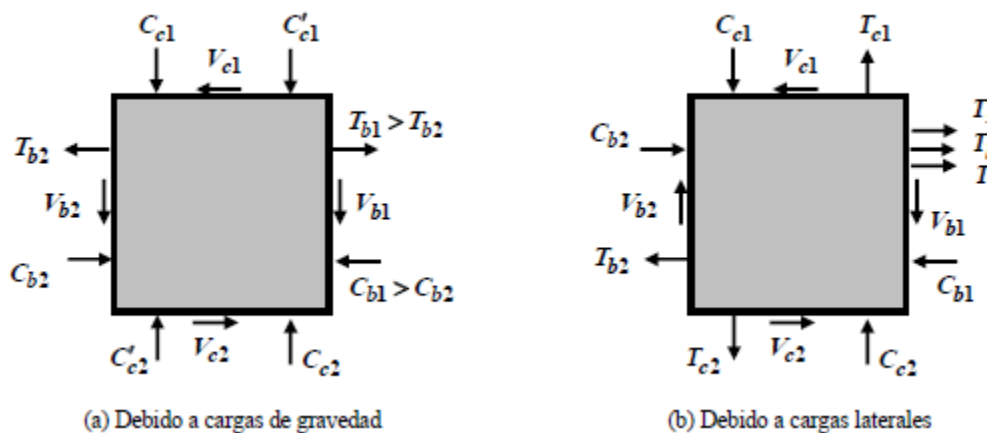 C_c1
C′_c1
V_c1
T_b1 > T_b2
T_b2
V_b2
V_b1
C_b2
C_b1 > C_b2
C′_c2
V_c2
C_c2
(a) Debido a cargas de gravedad
C_c1
T_c1
V_c1
C_b2
V_b2
V_b1
T_b2
C_b1
T_c2
V_c2
C_c2
(b) Debido a cargas laterales